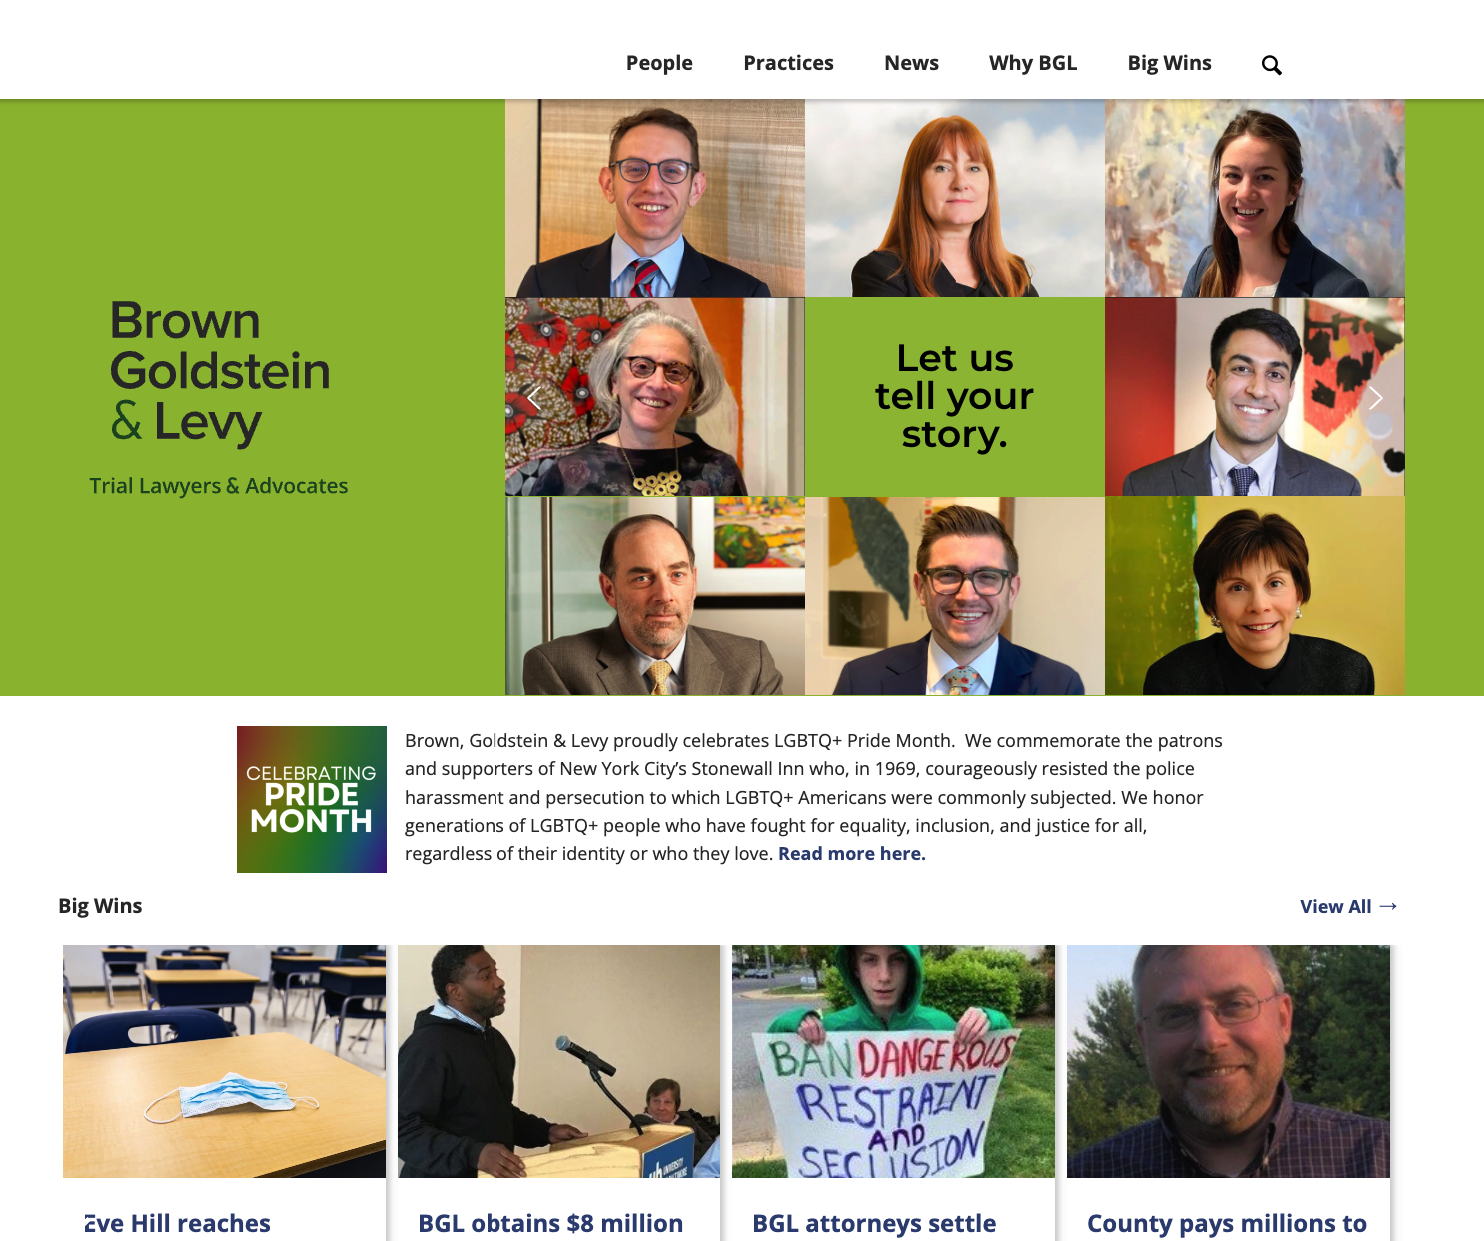 People Practices News Why BGL Big Wins
Brown
Goldstein
& Levy
Trial Lawyers & Advocates
Let us
tell your
story.
CELEBRATING
PRIDE
MONTH
Brown, Goldstein & Levy proudly celebrates LGBTQ+ Pride Month. We commemorate the patrons
and supporters of New York City's Stonewall Inn who, in 1969, courageously resisted the police
harassment and persecution to which LGBTQ+ Americans were commonly subjected. We honor
generations of LGBTQ+ people who have fought for equality, inclusion, and justice for all,
regardless of their identity or who they love. Read more here.
Big Wins
View All →
BAN DANGEROUS
RESTRAINT
AND
SECLUSION
UNIVERSITY
Eve Hill reaches
BGL obtains $8 million
BGL attorneys settle
County pays millions to